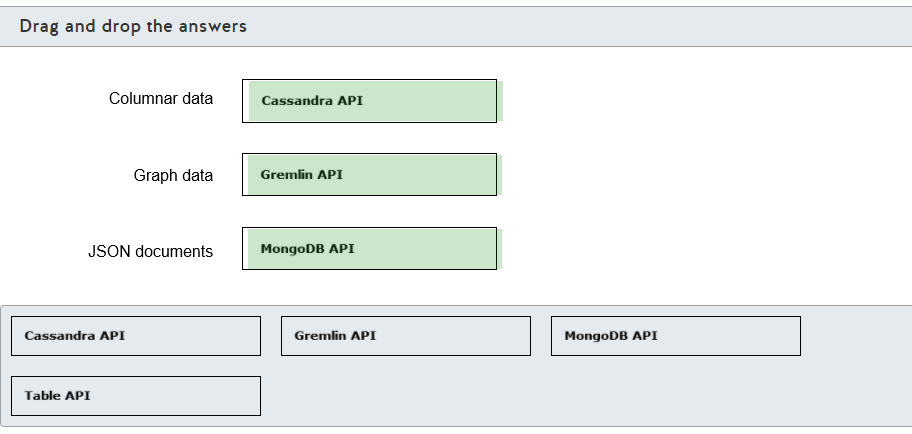 Drag and drop the answers
Columnar data Cassandra API
Graph data Gremlin API
JSON documents MongoDB API
Cassandra API Gremlin API MongoDB API
Table API